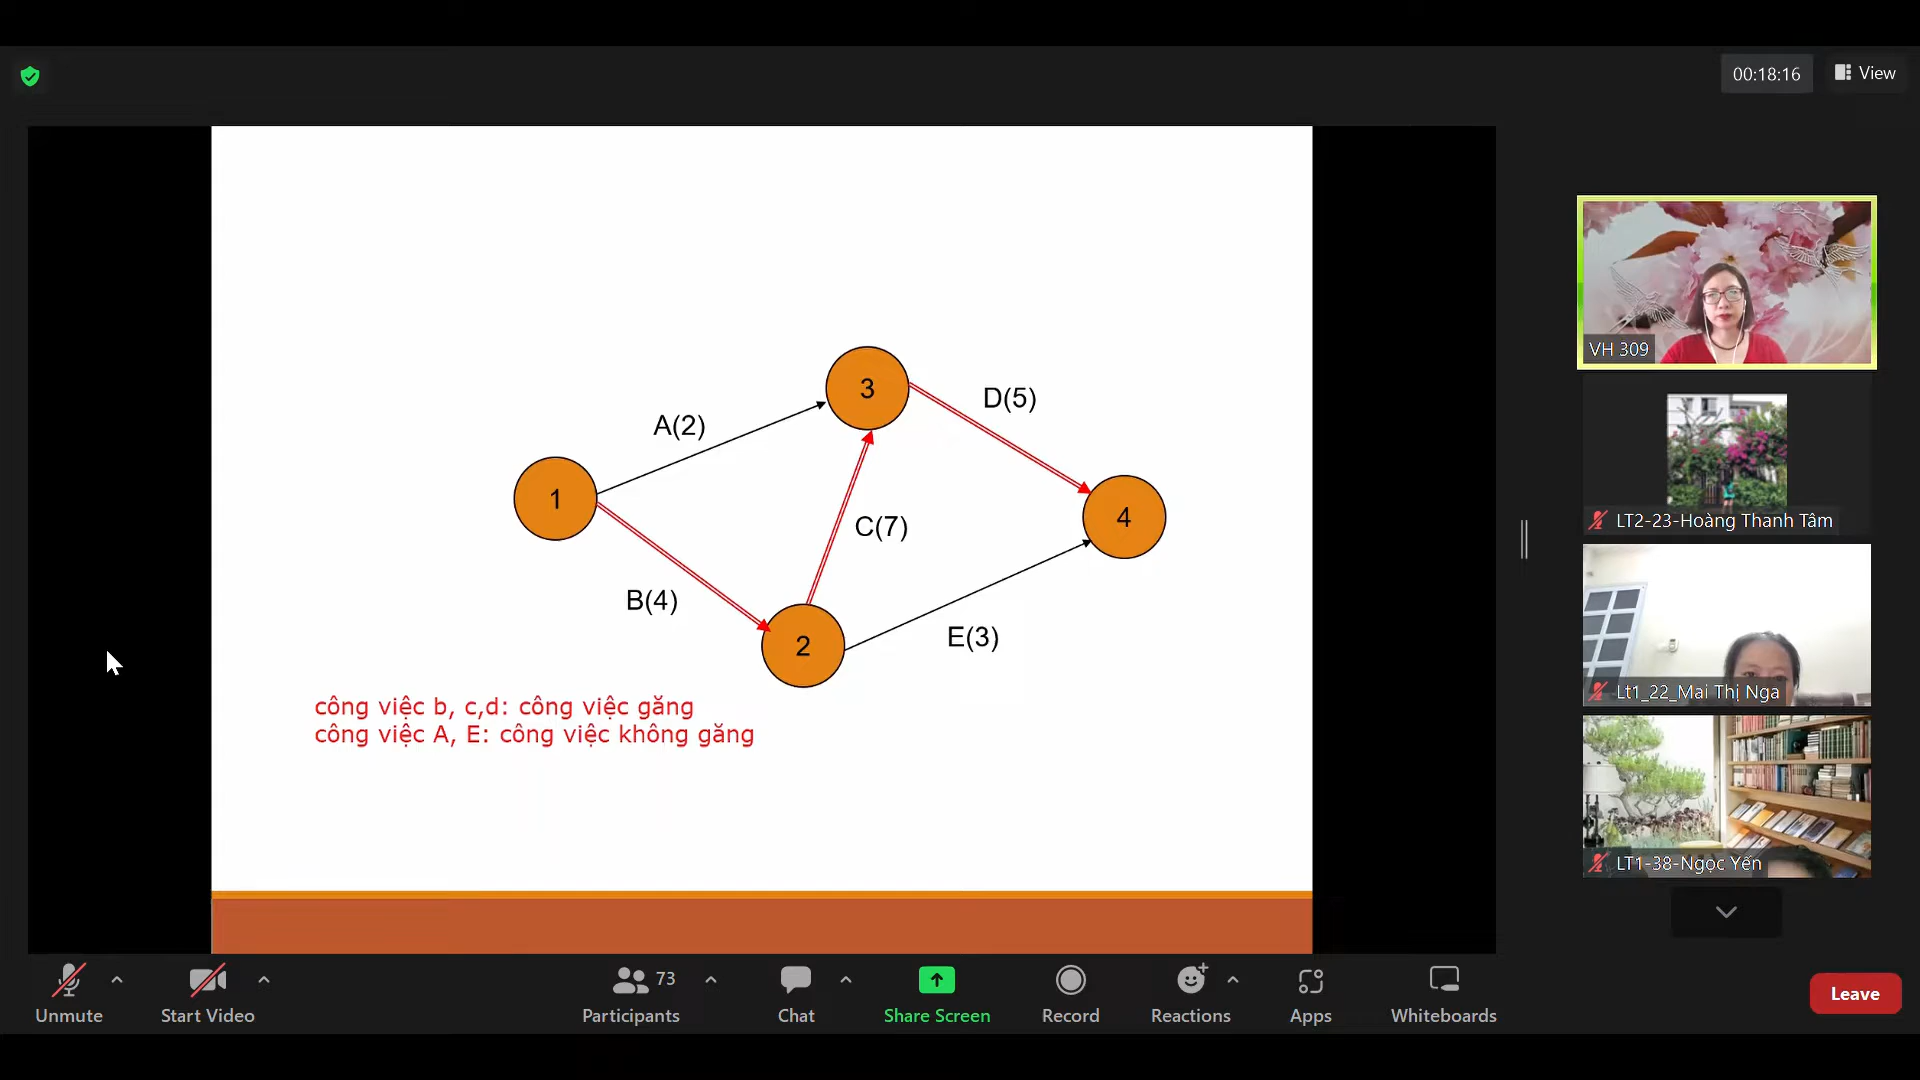 00:18:16
View
3
D(5)
A(2)
1
4
C(7)
B(4)
2
E(3)
công việc b, c,d: công việc găng
công việc A, E: công việc không găng
VH 309
LT2-23-Hoàng Thanh Tâm
Lt1_22_Mai Thị Nga
LT1-38-Ngọc Yến
73
Unmute
Start Video
Participants
Chat
Share Screen
Record
Reactions
Apps
Whiteboards
Leave